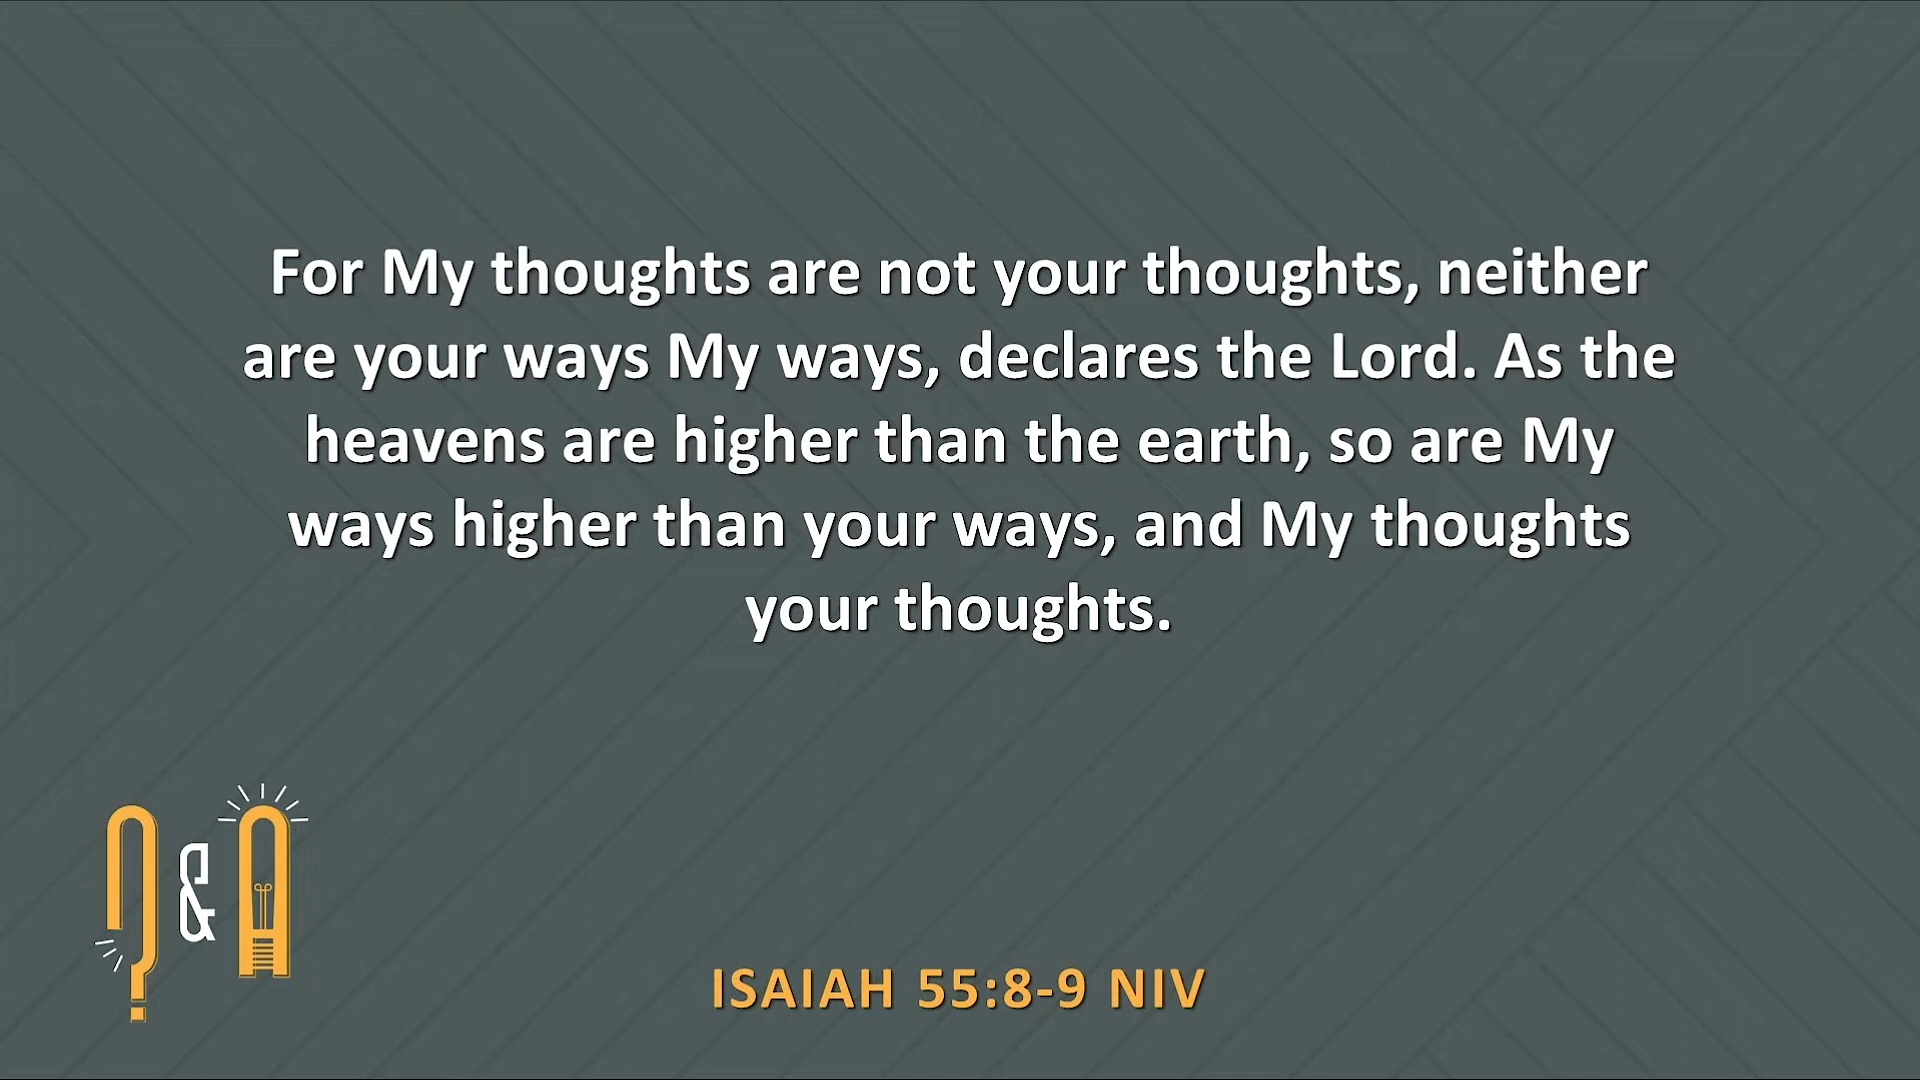 For My thoughts are not your thoughts, neither
are your ways My ways, declares the Lord. As the
heavens are higher than the earth, so are My
ways higher than your ways, and My thoughts
your thoughts.
? & A
ISAIAH 55:8-9 NIV